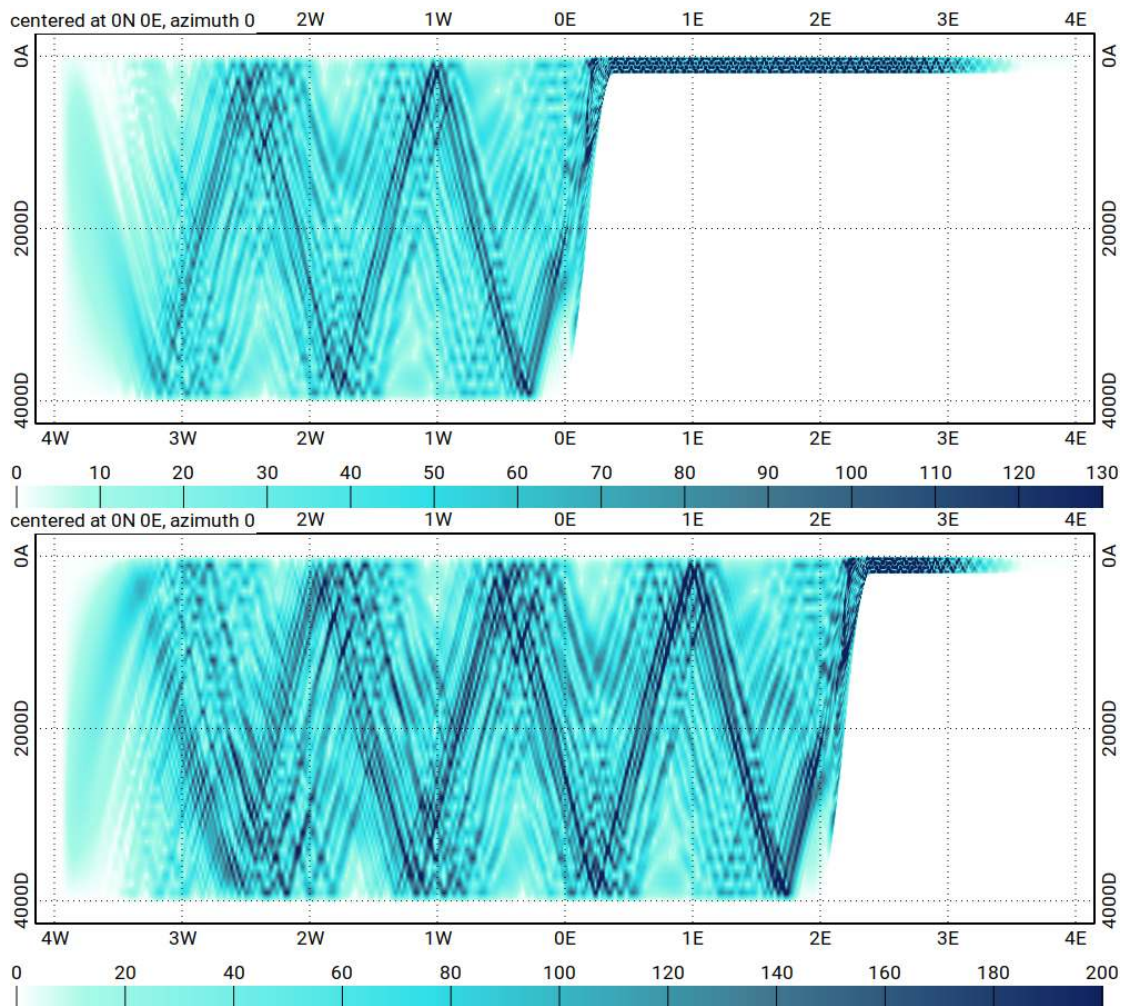 centered at 0N 0E, azimuth 0 2W 1W 0E 1E 2E 3E 4E
0A 0A
2000D 2000D
4000D 4000D
4W 3W 2W 1W 0E 1E 2E 3E 4E
0 10 20 30 40 50 60 70 80 90 100 110 120 130
centered at 0N 0E, azimuth 0 2W 1W 0E 1E 2E 3E 4E
0A 0A
2000D 2000D
4000D 4000D
4W 3W 2W 1W 0E 1E 2E 3E 4E
0 20 40 60 80 100 120 140 160 180 200